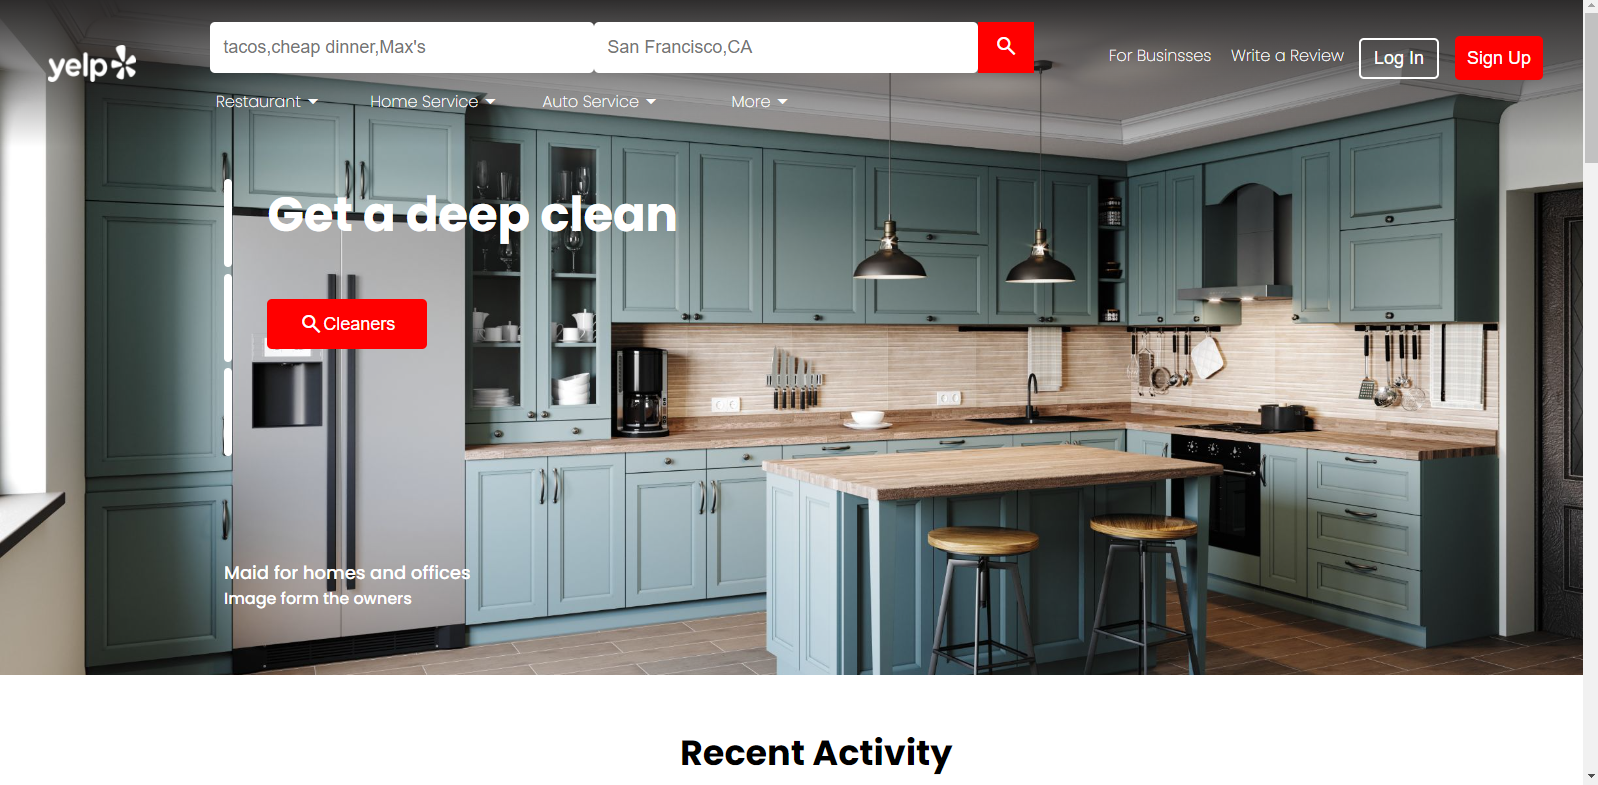 yelp
tacos,cheap dinner,Max's
San Francisco,CA
For Businsses
Write a Review
Log In
Sign Up
Restaurant
Home Service
Auto Service
More
Get a deep clean
Cleaners
Maid for homes and offices
Image form the owners
Recent Activity